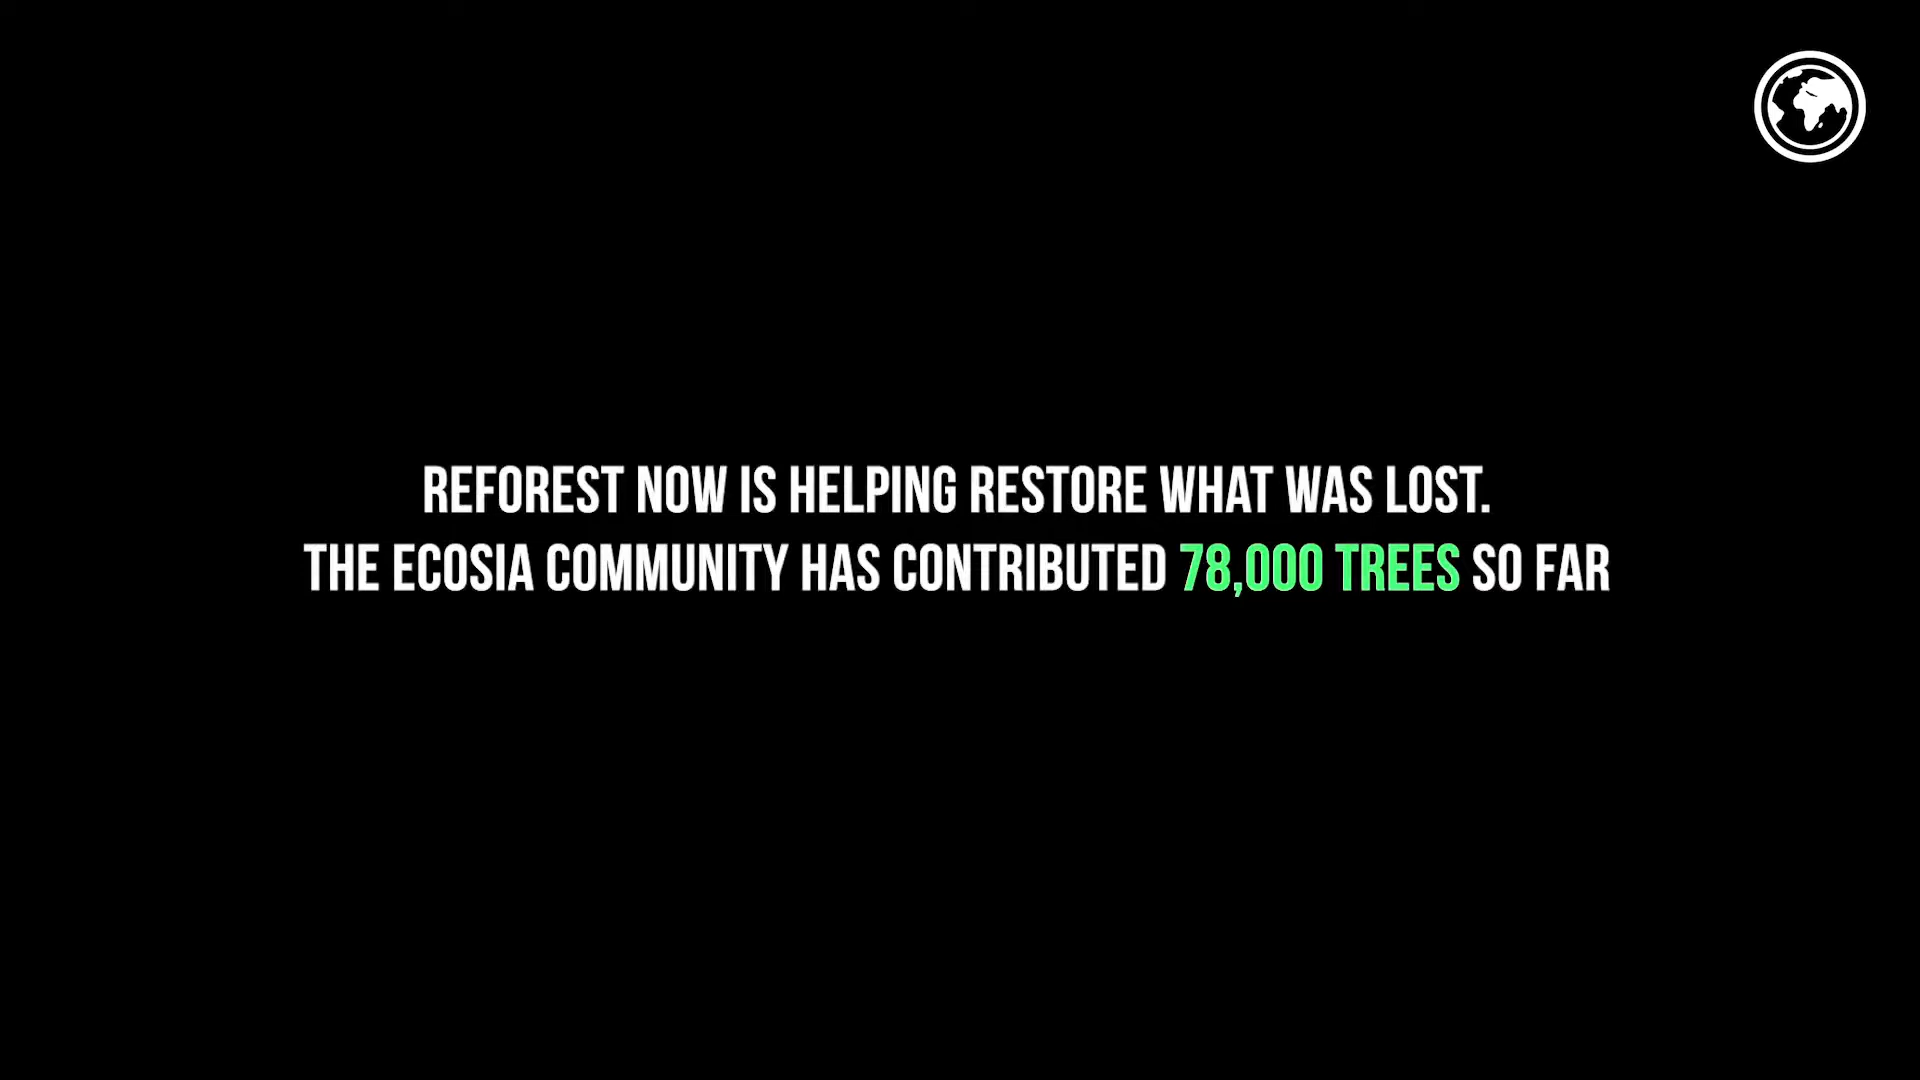 REFOREST NOW IS HELPING RESTORE WHAT WAS LOST.
THE ECOSIA COMMUNITY HAS CONTRIBUTED 78,000 TREES SO FAR